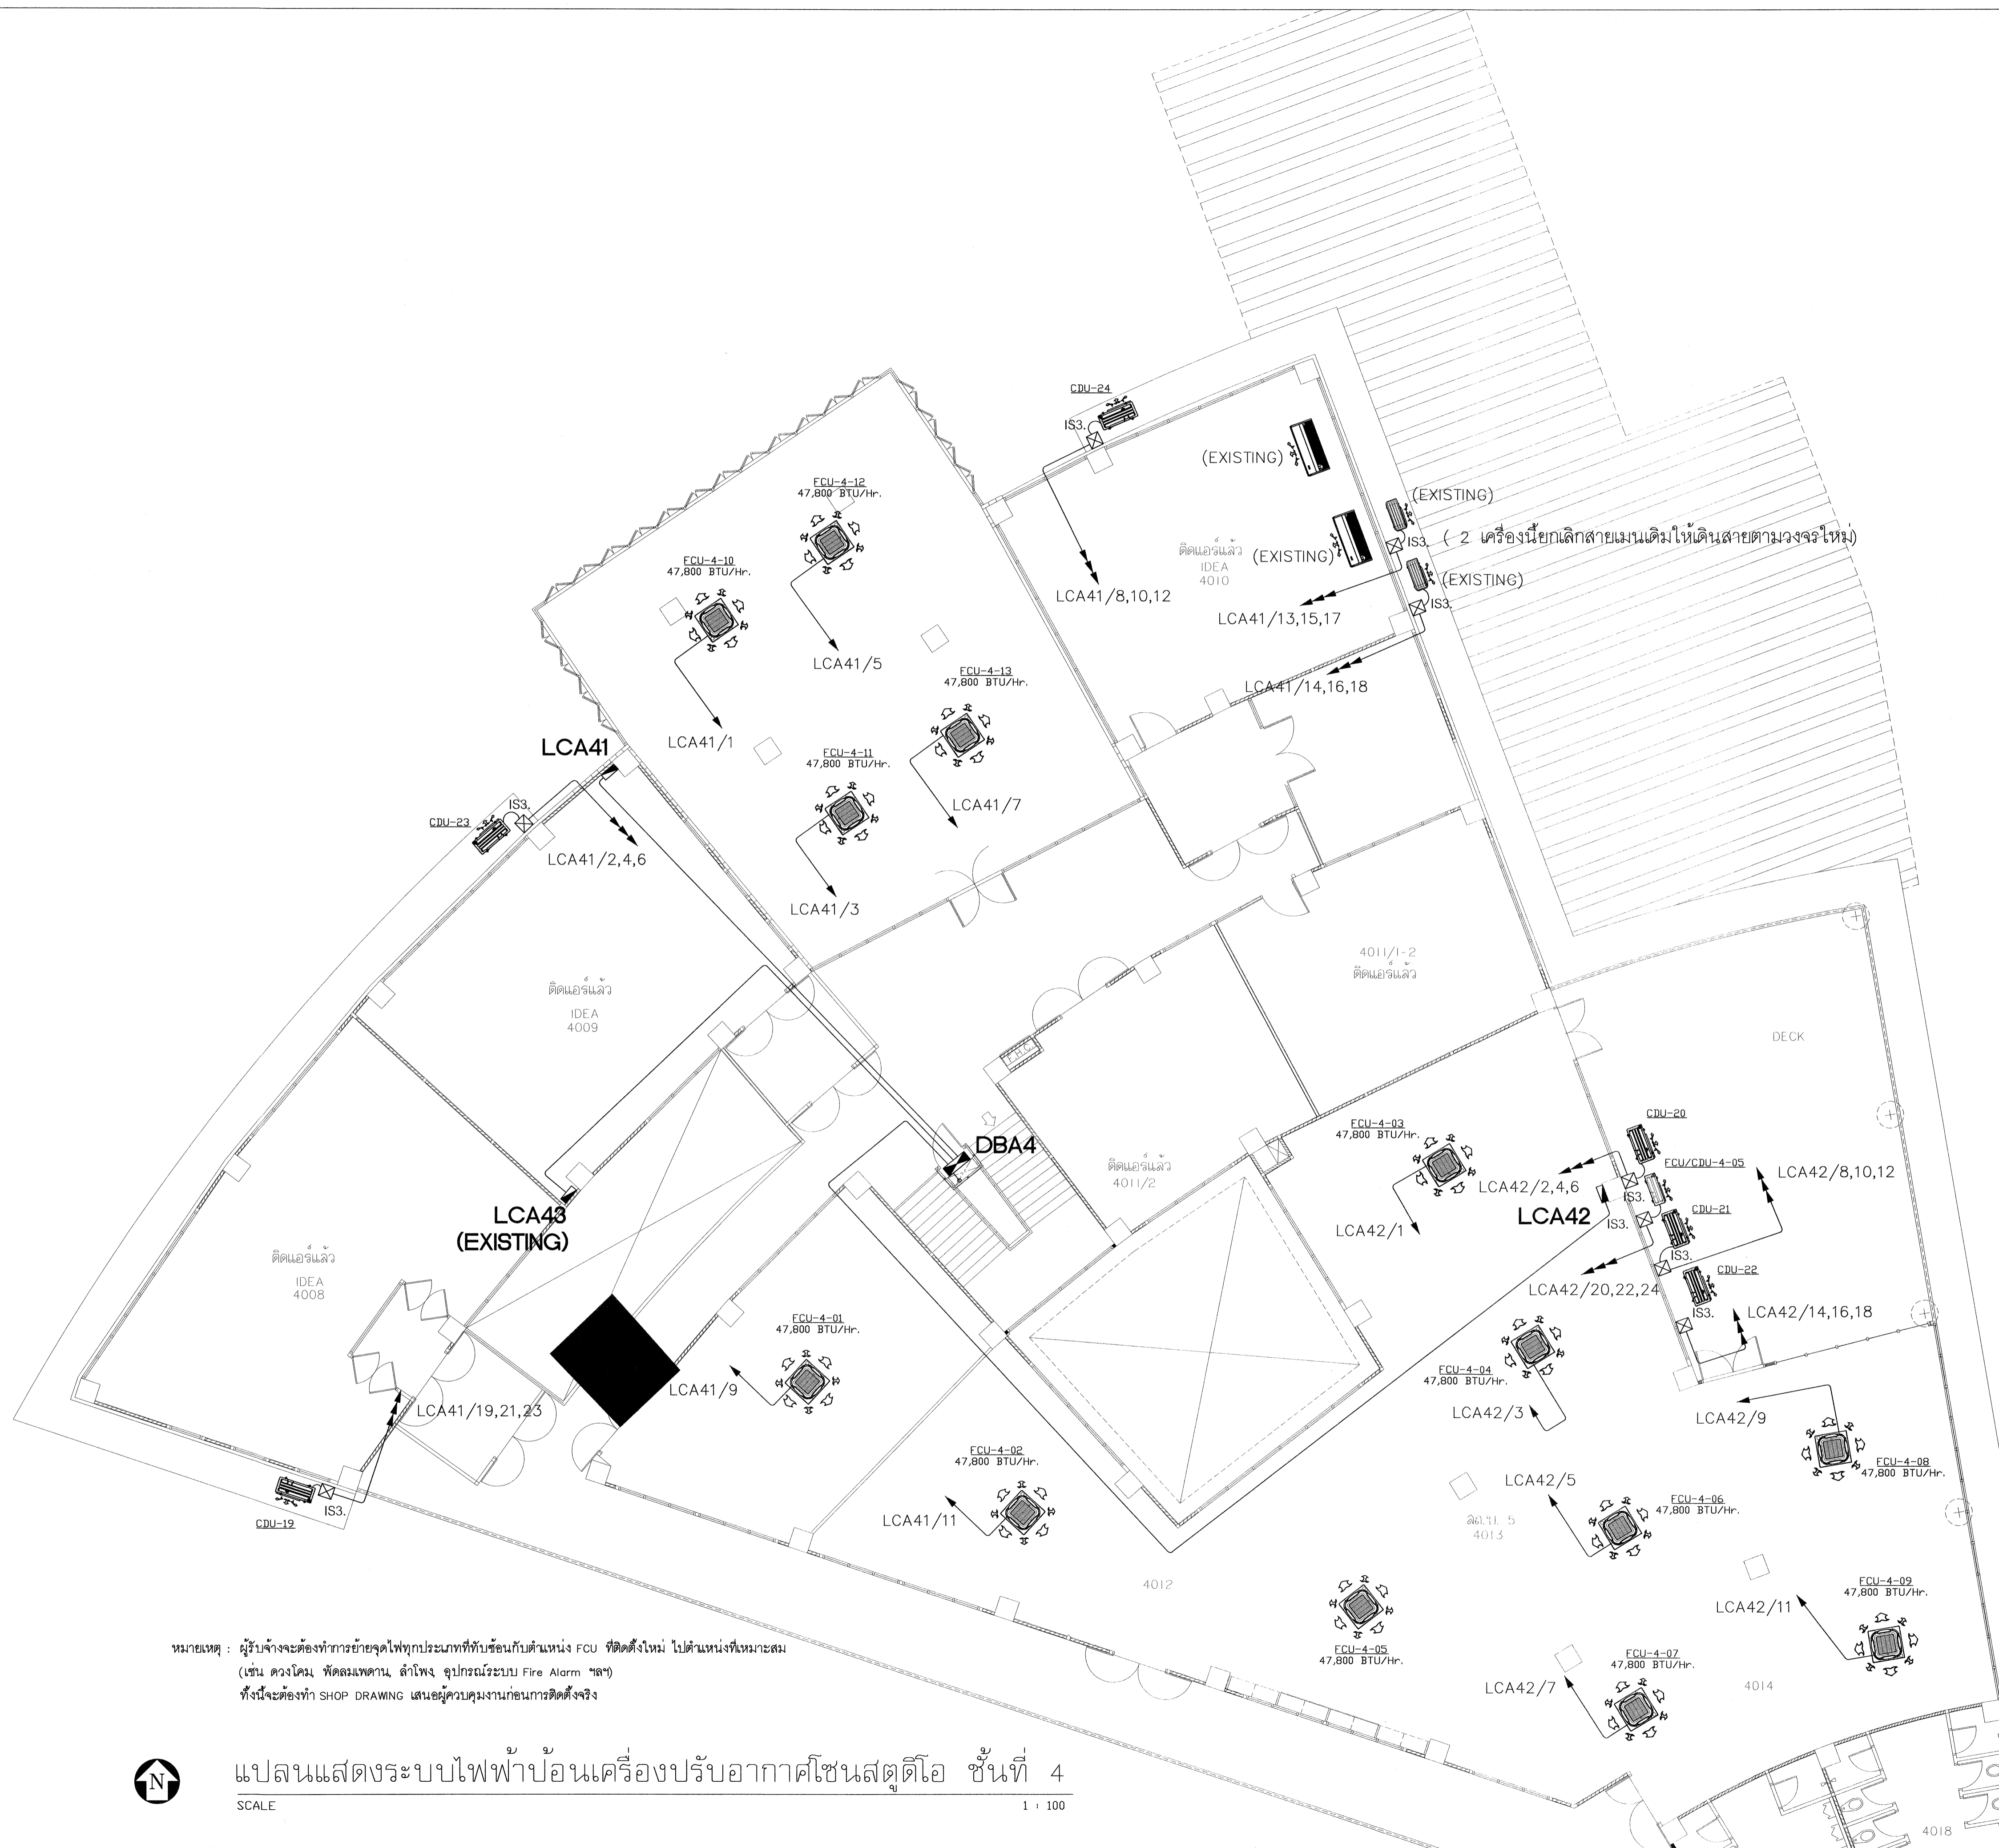 CDU-24
IS3.
(EXISTING)
(EXISTING)
IS3. ( 2 เครื่องนี้ยกเลิกสายเมนเดิมให้เดินสายตามวงจรใหม่)
ติดแอร์แล้ว
IDEA
4010
(EXISTING)
(EXISTING)
IS3.
LCA41/8,10,12
LCA41/13,15,17
LCA41/14,16,18
FCU-4-12
47,800 BTU/Hr.
FCU-4-10
47,800 BTU/Hr.
LCA41/5
FCU-4-13
47,800 BTU/Hr.
LCA41/1
FCU-4-11
47,800 BTU/Hr.
LCA41/7
LCA41/3
LCA41
IS3.
CDU-23
LCA41/2,4,6
ติดแอร์แล้ว
IDEA
4009
4011/1-2
ติดแอร์แล้ว
F.H.C.
DECK
DBA4
ติดแอร์แล้ว
4011/2
FCU-4-03
47,800 BTU/Hr.
LCA42/1
CDU-20
FCU/CDU-4-05
LCA42/8,10,12
LCA42/2,4,6
IS3.
LCA42
IS3.
CDU-21
IS3.
CDU-22
LCA42/20,22,24
IS3.
LCA42/14,16,18
LCA43
(EXISTING)
ติดแอร์แล้ว
IDEA
4008
LCA41/19,21,23
CDU-19
IS3.
FCU-4-01
47,800 BTU/Hr.
LCA41/9
FCU-4-02
47,800 BTU/Hr.
LCA41/11
FCU-4-04
47,800 BTU/Hr.
LCA42/3
LCA42/9
FCU-4-08
47,800 BTU/Hr.
LCA42/5
FCU-4-06
47,800 BTU/Hr.
5
4013
4012
FCU-4-05
47,800 BTU/Hr.
FCU-4-09
47,800 BTU/Hr.
LCA42/11
FCU-4-07
47,800 BTU/Hr.
LCA42/7
4014
4018
หมายเหตุ : ผู้รับจ้างจะต้องทำการย้ายจุดไฟทุกประเภทที่ทับซ้อนกับตำแหน่ง FCU ที่ติดตั้งใหม่ ไปตำแหน่งที่เหมาะสม
(เช่น ดวงโคม, พัดลมเพดาน, ลำโพง, อุปกรณ์ระบบ Fire Alarm ฯลฯ)
ทั้งนี้จะต้องทำ SHOP DRAWING เสนอผู้ควบคุมงานก่อนการติดตั้งจริง
N
แปลนแสดงระบบไฟฟ้าป้อนเครื่องปรับอากาศโซนสตูดิโอ ชั้นที่ 4
SCALE 1 : 100